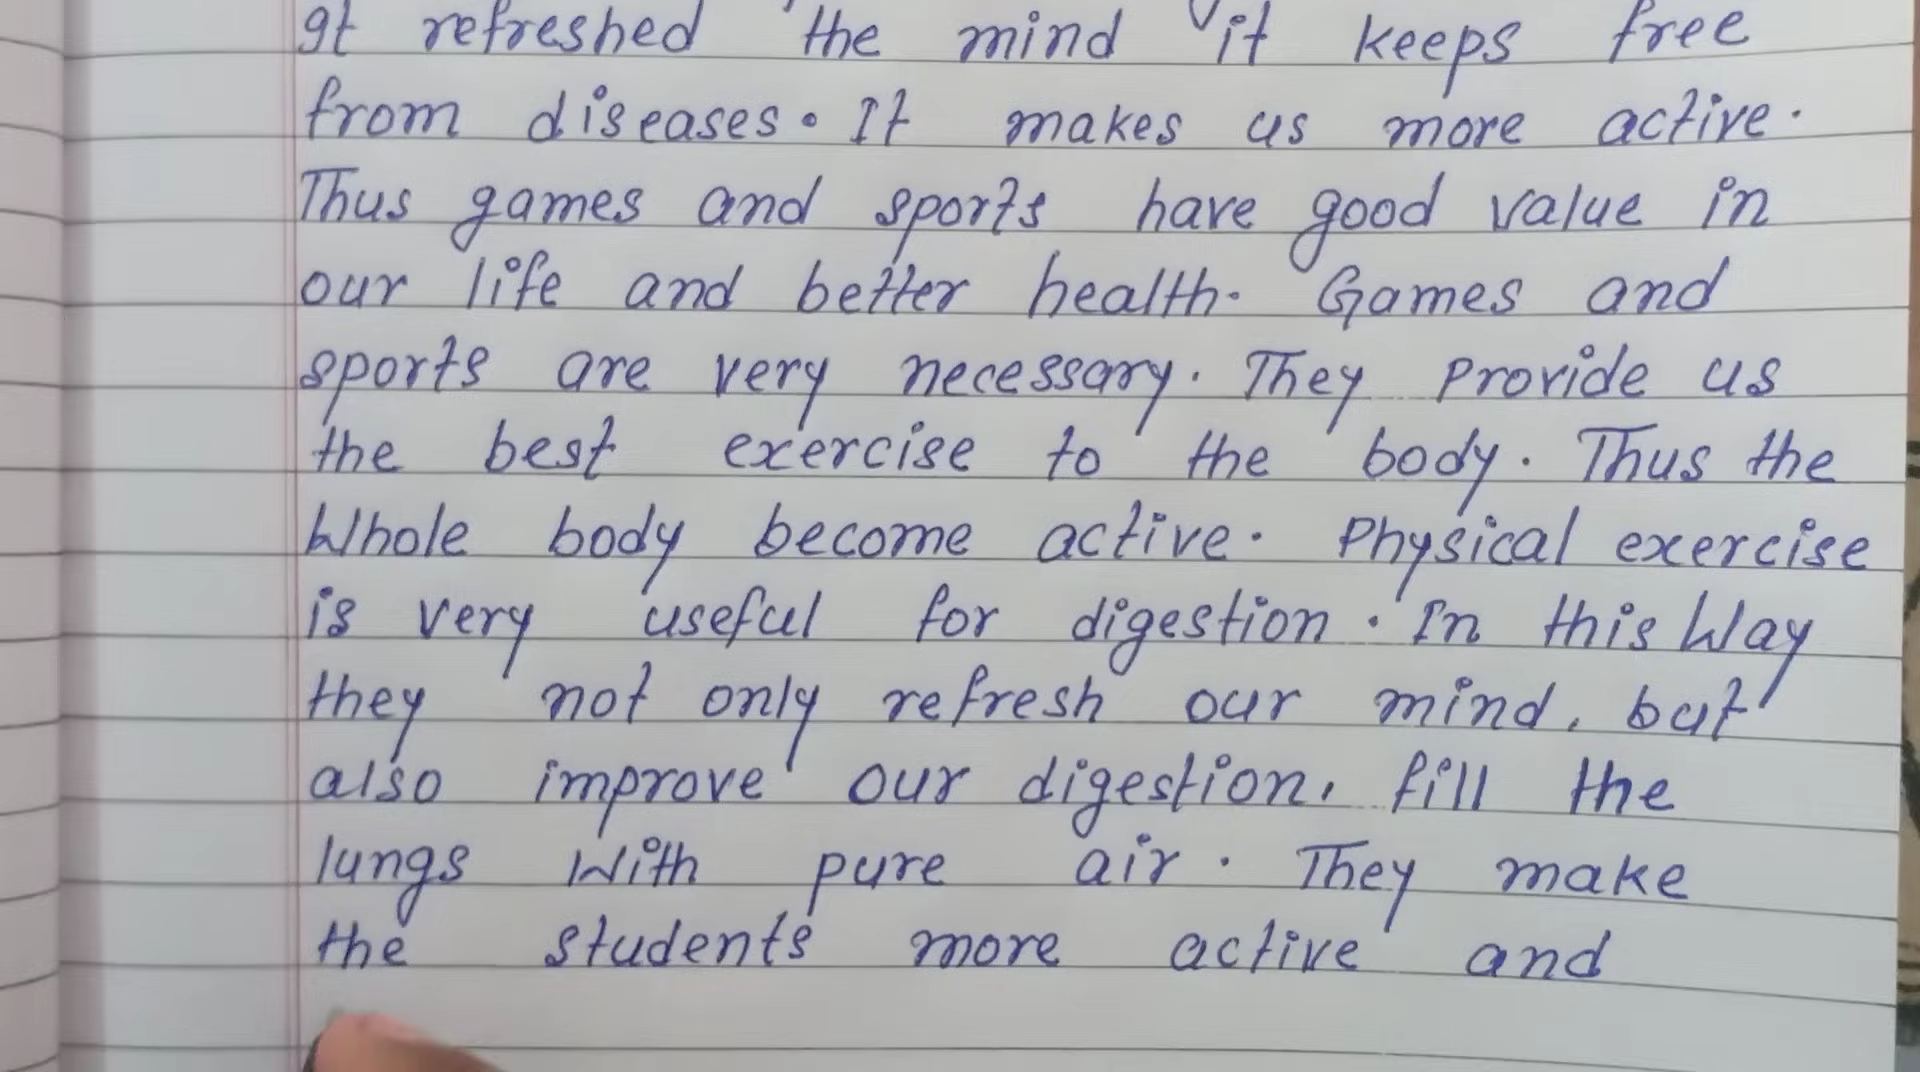 It refreshed the mind it keeps free
from diseases. It makes us more active.
Thus games and sports have good value in
our life and better health. Games and
sports are very necessary. They provide us
the best exercise to the body. Thus the
Whole body become active. Physical exercise
is very useful for digestion. In this Way
they not only refresh our mind, but
also improve our digestion, fill the
lungs With pure air. They make
the students more active and